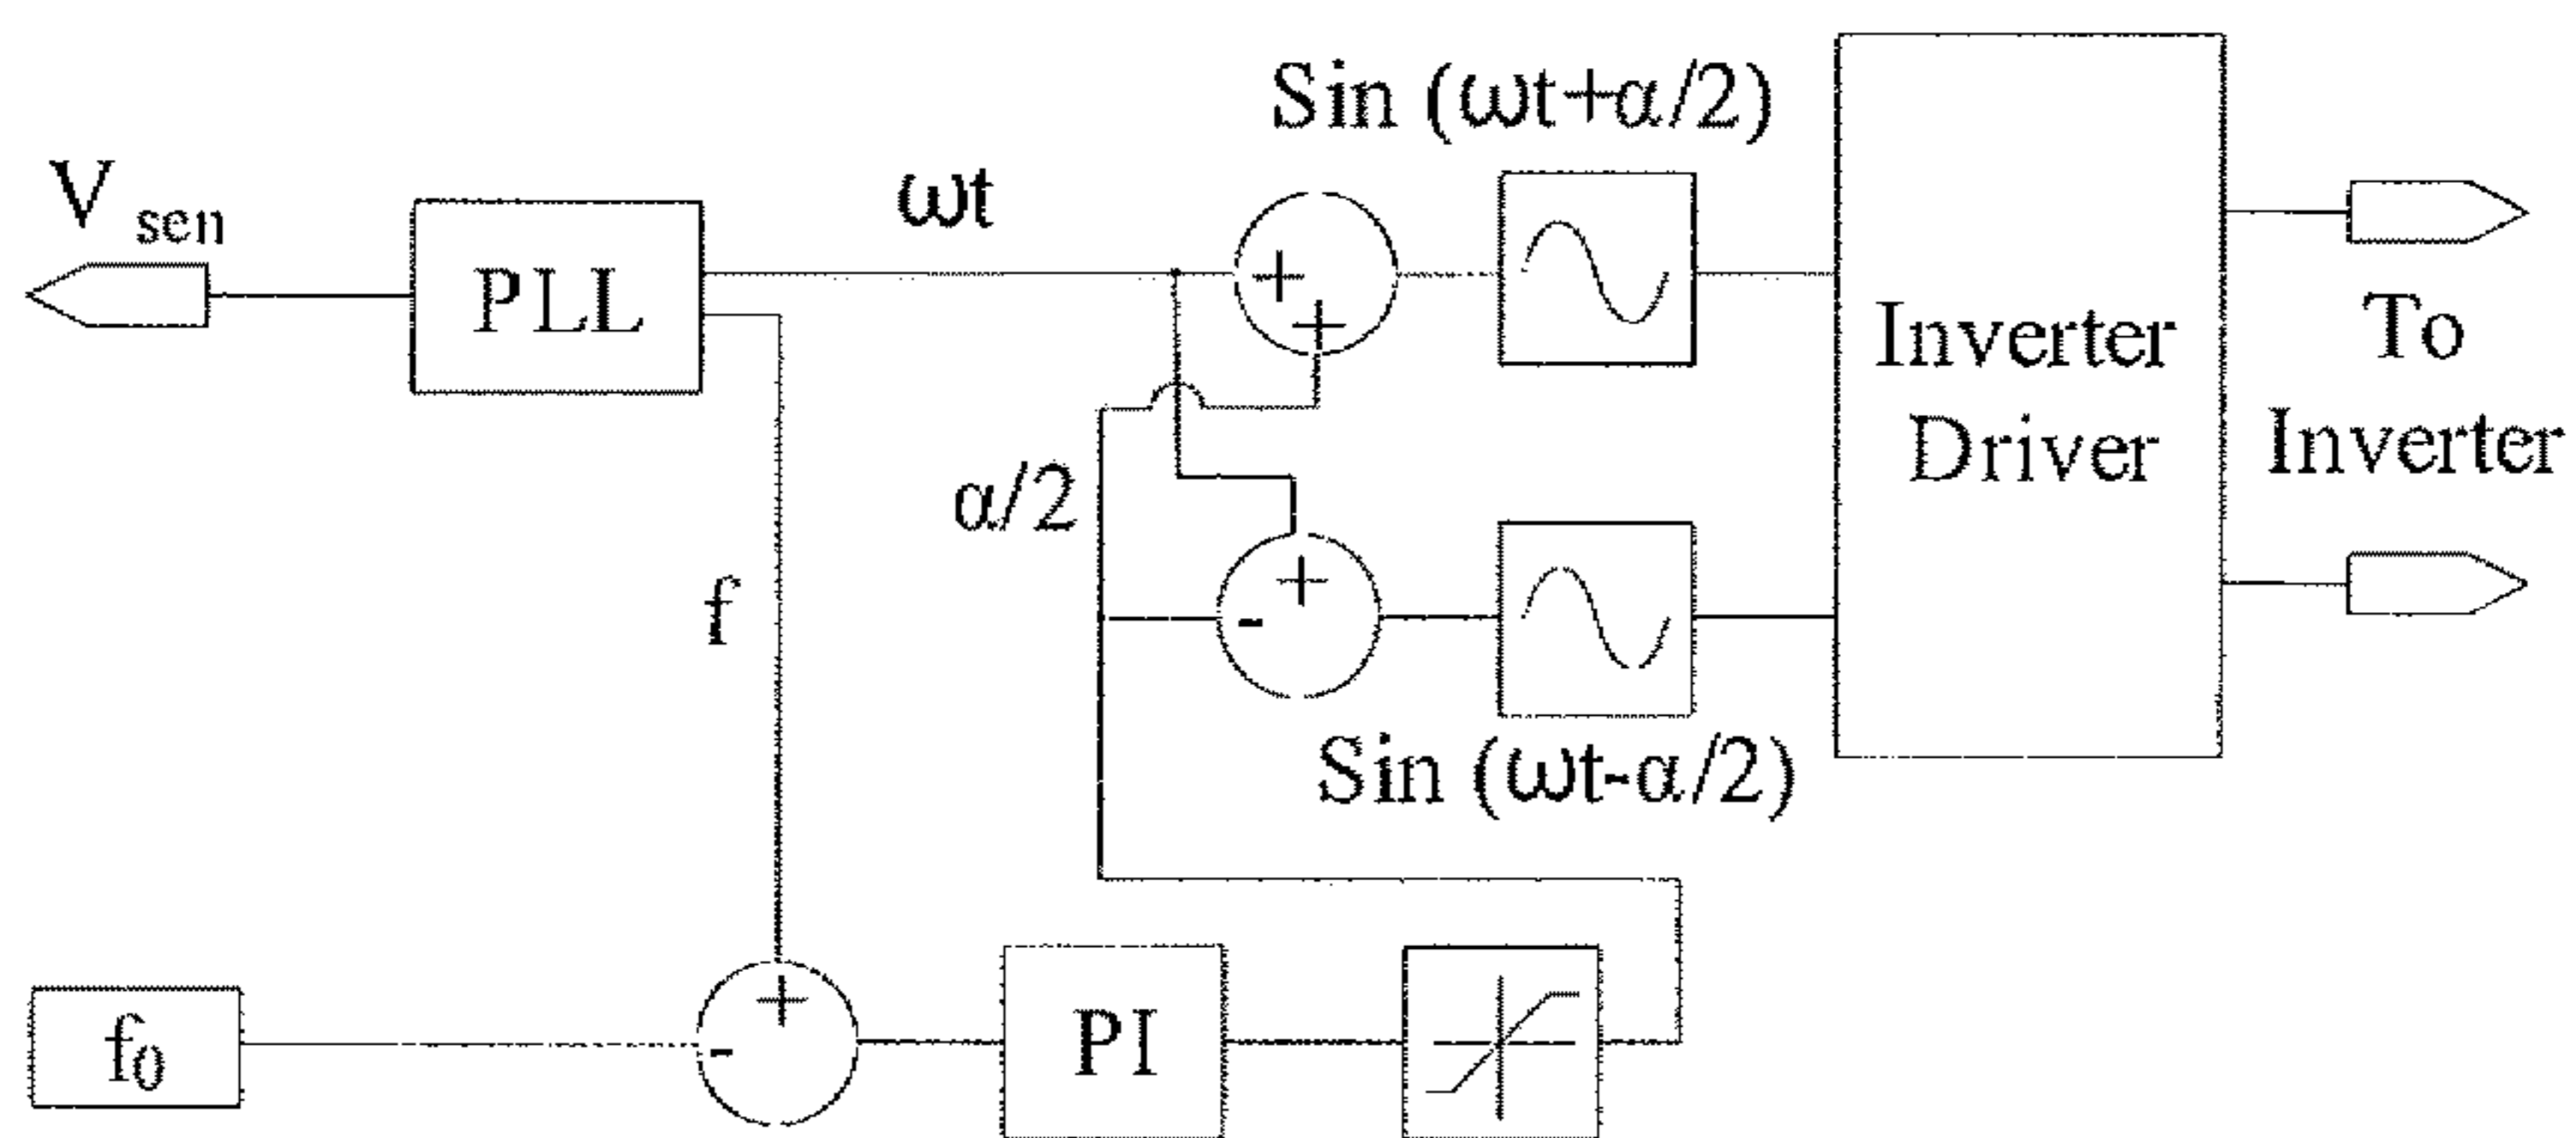 Sin (ωt+α/2)
V sen
ωt
PLL
+
+
Inverter
Driver
To
Inverter
α/2
f
+
-
Sin (ωt-α/2)
f0
+
-
PI